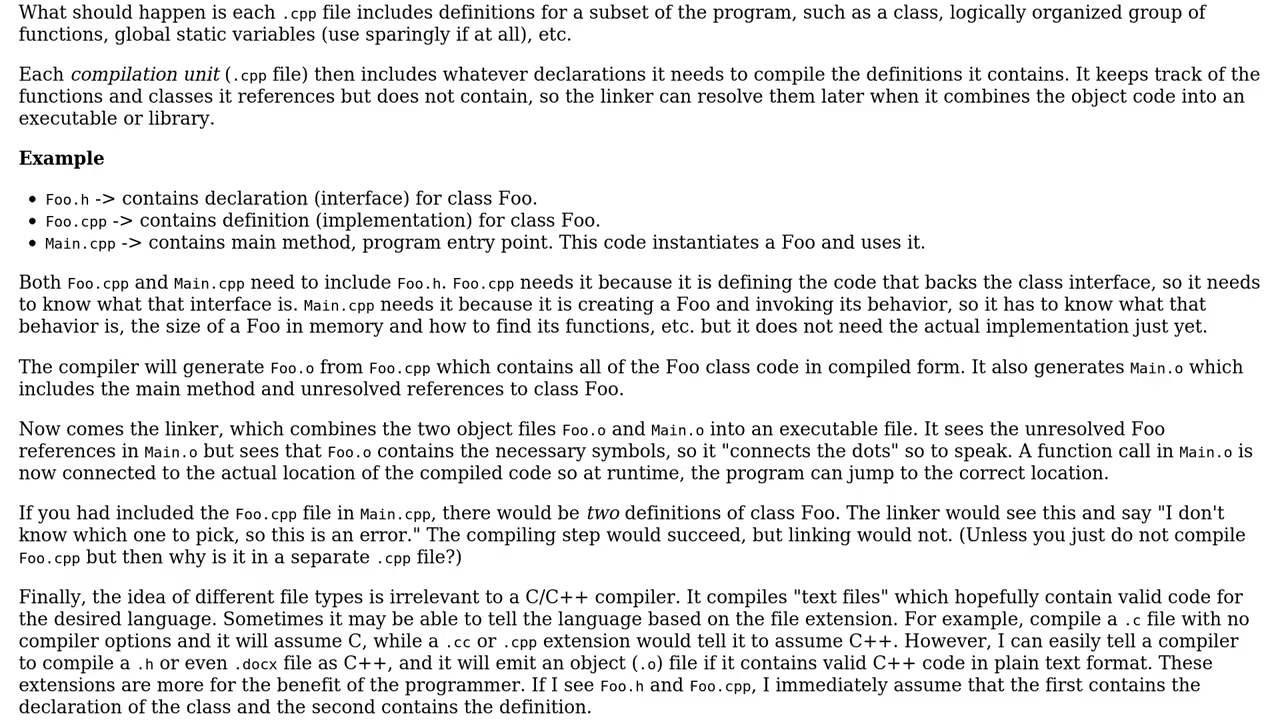 What should happen is each .cpp file includes definitions for a subset of the program, such as a class, logically organized group of
functions, global static variables (use sparingly if at all), etc.
Each compilation unit (.cpp file) then includes whatever declarations it needs to compile the definitions it contains. It keeps track of the
functions and classes it references but does not contain, so the linker can resolve them later when it combines the object code into an
executable or library.
Example
• Foo.h -> contains declaration (interface) for class Foo.
• Foo.cpp -> contains definition (implementation) for class Foo.
• Main.cpp -> contains main method, program entry point. This code instantiates a Foo and uses it.
Both Foo.cpp and Main.cpp need to include Foo.h. Foo.cpp needs it because it is defining the code that backs the class interface, so it needs
to know what that interface is. Main.cpp needs it because it is creating a Foo and invoking its behavior, so it has to know what that
behavior is, the size of a Foo in memory and how to find its functions, etc. but it does not need the actual implementation just yet.
The compiler will generate Foo.o from Foo.cpp which contains all of the Foo class code in compiled form. It also generates Main.o which
includes the main method and unresolved references to class Foo.
Now comes the linker, which combines the two object files Foo.o and Main.o into an executable file. It sees the unresolved Foo
references in Main.o but sees that Foo.o contains the necessary symbols, so it "connects the dots" so to speak. A function call in Main.o is
now connected to the actual location of the compiled code so at runtime, the program can jump to the correct location.
If you had included the Foo.cpp file in Main.cpp, there would be two definitions of class Foo. The linker would see this and say "I don't
know which one to pick, so this is an error." The compiling step would succeed, but linking would not. (Unless you just do not compile
Foo.cpp but then why is it in a separate .cpp file?)
Finally, the idea of different file types is irrelevant to a C/C++ compiler. It compiles "text files" which hopefully contain valid code for
the desired language. Sometimes it may be able to tell the language based on the file extension. For example, compile a .c file with no
compiler options and it will assume C, while a .cc or .cpp extension would tell it to assume C++. However, I can easily tell a compiler
to compile a .h or even .docx file as C++, and it will emit an object (.o) file if it contains valid C++ code in plain text format. These
extensions are more for the benefit of the programmer. If I see Foo.h and Foo.cpp, I immediately assume that the first contains the
declaration of the class and the second contains the definition.